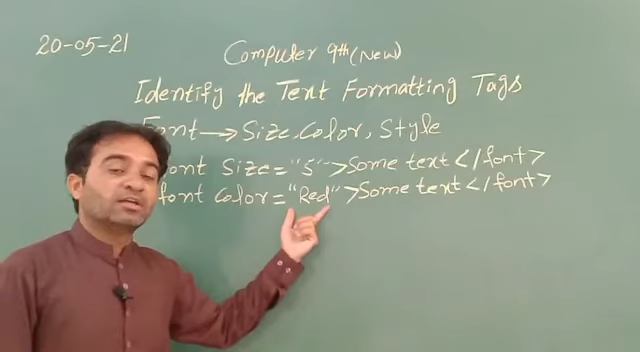 20-05-21
Computer 9th (New)
Identify the Text Formatting Tags
Font → Size, Color, Style
font Size="5">Some text</font>
font Color="Red">Some text</font>